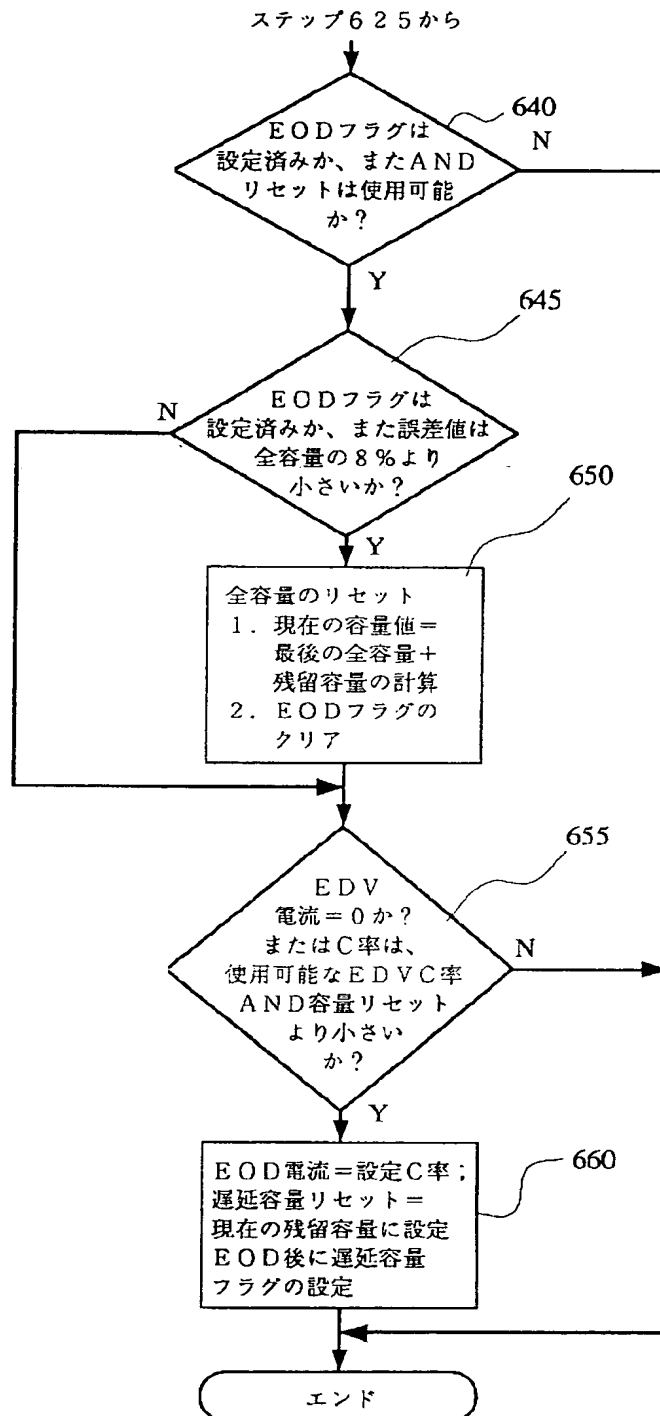 ステップ625から
640
EODフラグは
設定済みか、またAND
リセットは使用可能
か?
N
Y
645
EODフラグは
設定済みか、また誤差値は
全容量の8%より
小さいか?
N
Y
650
全容量のリセット
1. 現在の容量値=
最後の全容量+
残留容量の計算
2. EODフラグの
クリア
655
EDV
電流=0か?
またはC率は、
使用可能なEDVC率
AND容量リセット
より小さい
か?
N
Y
660
EOD電流=設定C率;
遅延容量リセット=
現在の残留容量に設定
EOD後に遅延容量
フラグの設定
エンド